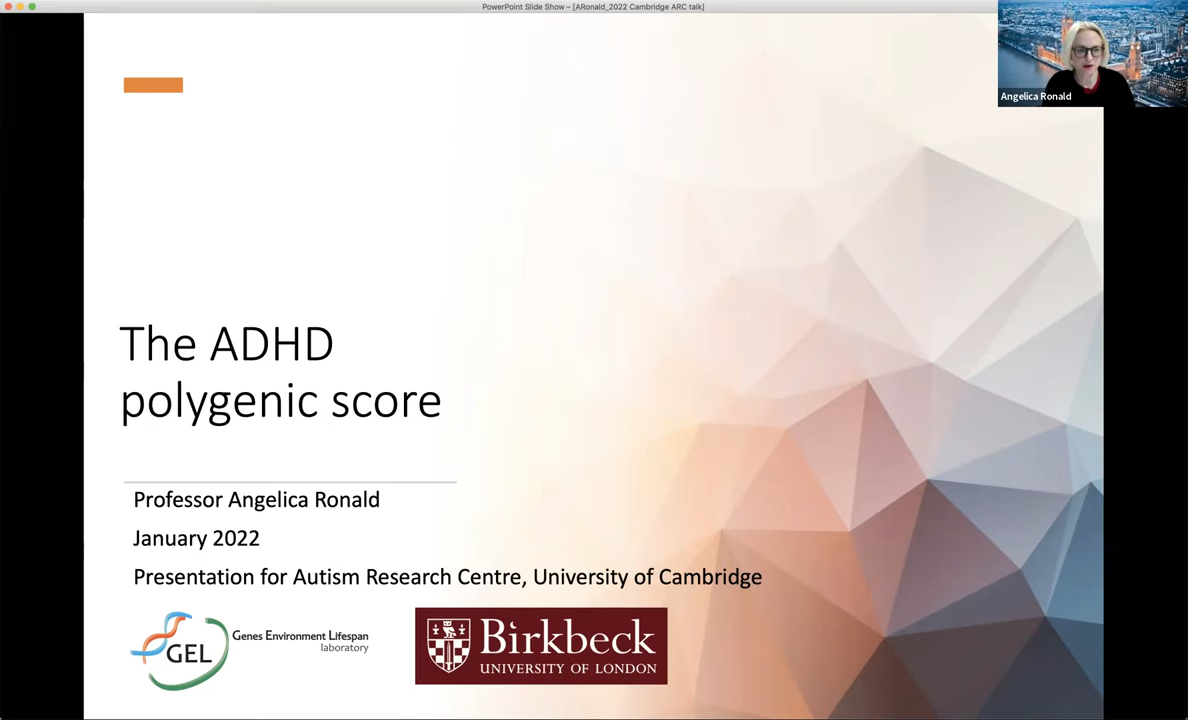 PowerPoint Slide Show – [ARonald_2022 Cambridge ARC talk]
Angelica Ronald
The ADHD
polygenic score
Professor Angelica Ronald
January 2022
Presentation for Autism Research Centre, University of Cambridge
GEL
Genes Environment Lifespan
laboratory
Birkbeck
UNIVERSITY OF LONDON